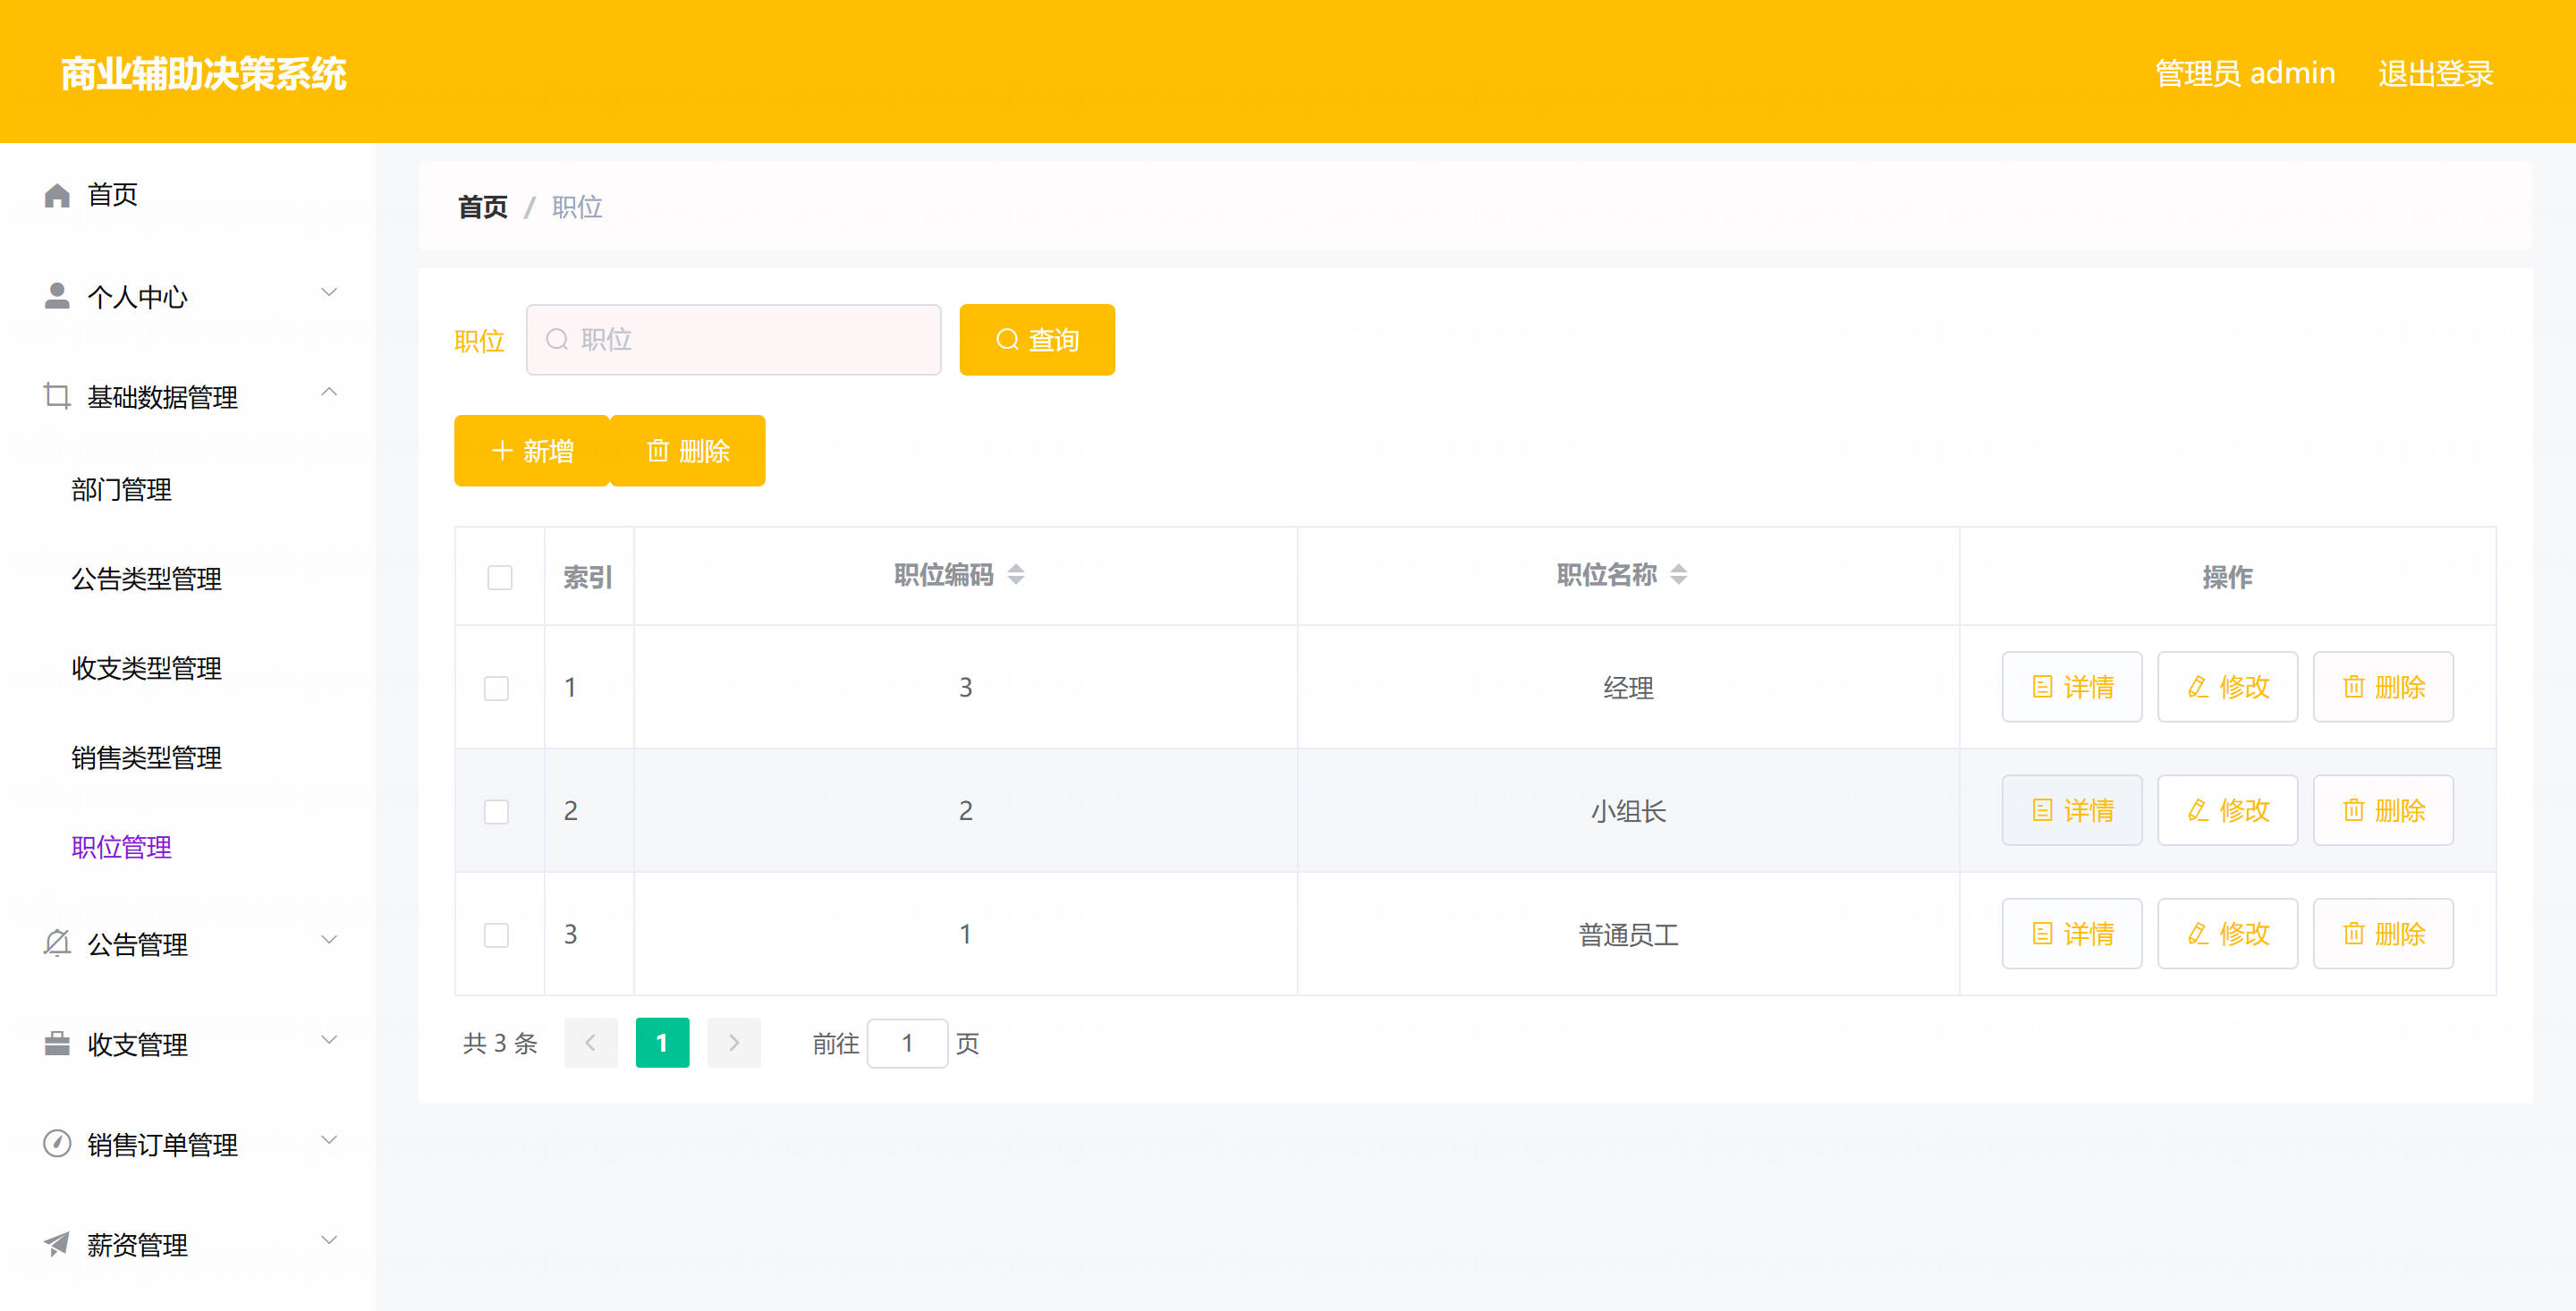 商业辅助决策系统
管理员 admin 退出登录
首页
个人中心
基础数据管理
部门管理
公告类型管理
收支类型管理
销售类型管理
职位管理
公告管理
收支管理
销售订单管理
薪资管理
首页 / 职位
职位 职位 查询
新增 删除
索引 职位编码 职位名称 操作
1 3 经理 详情 修改 删除
2 2 小组长 详情 修改 删除
3 1 普通员工 详情 修改 删除
共 3 条 1 前往 1 页